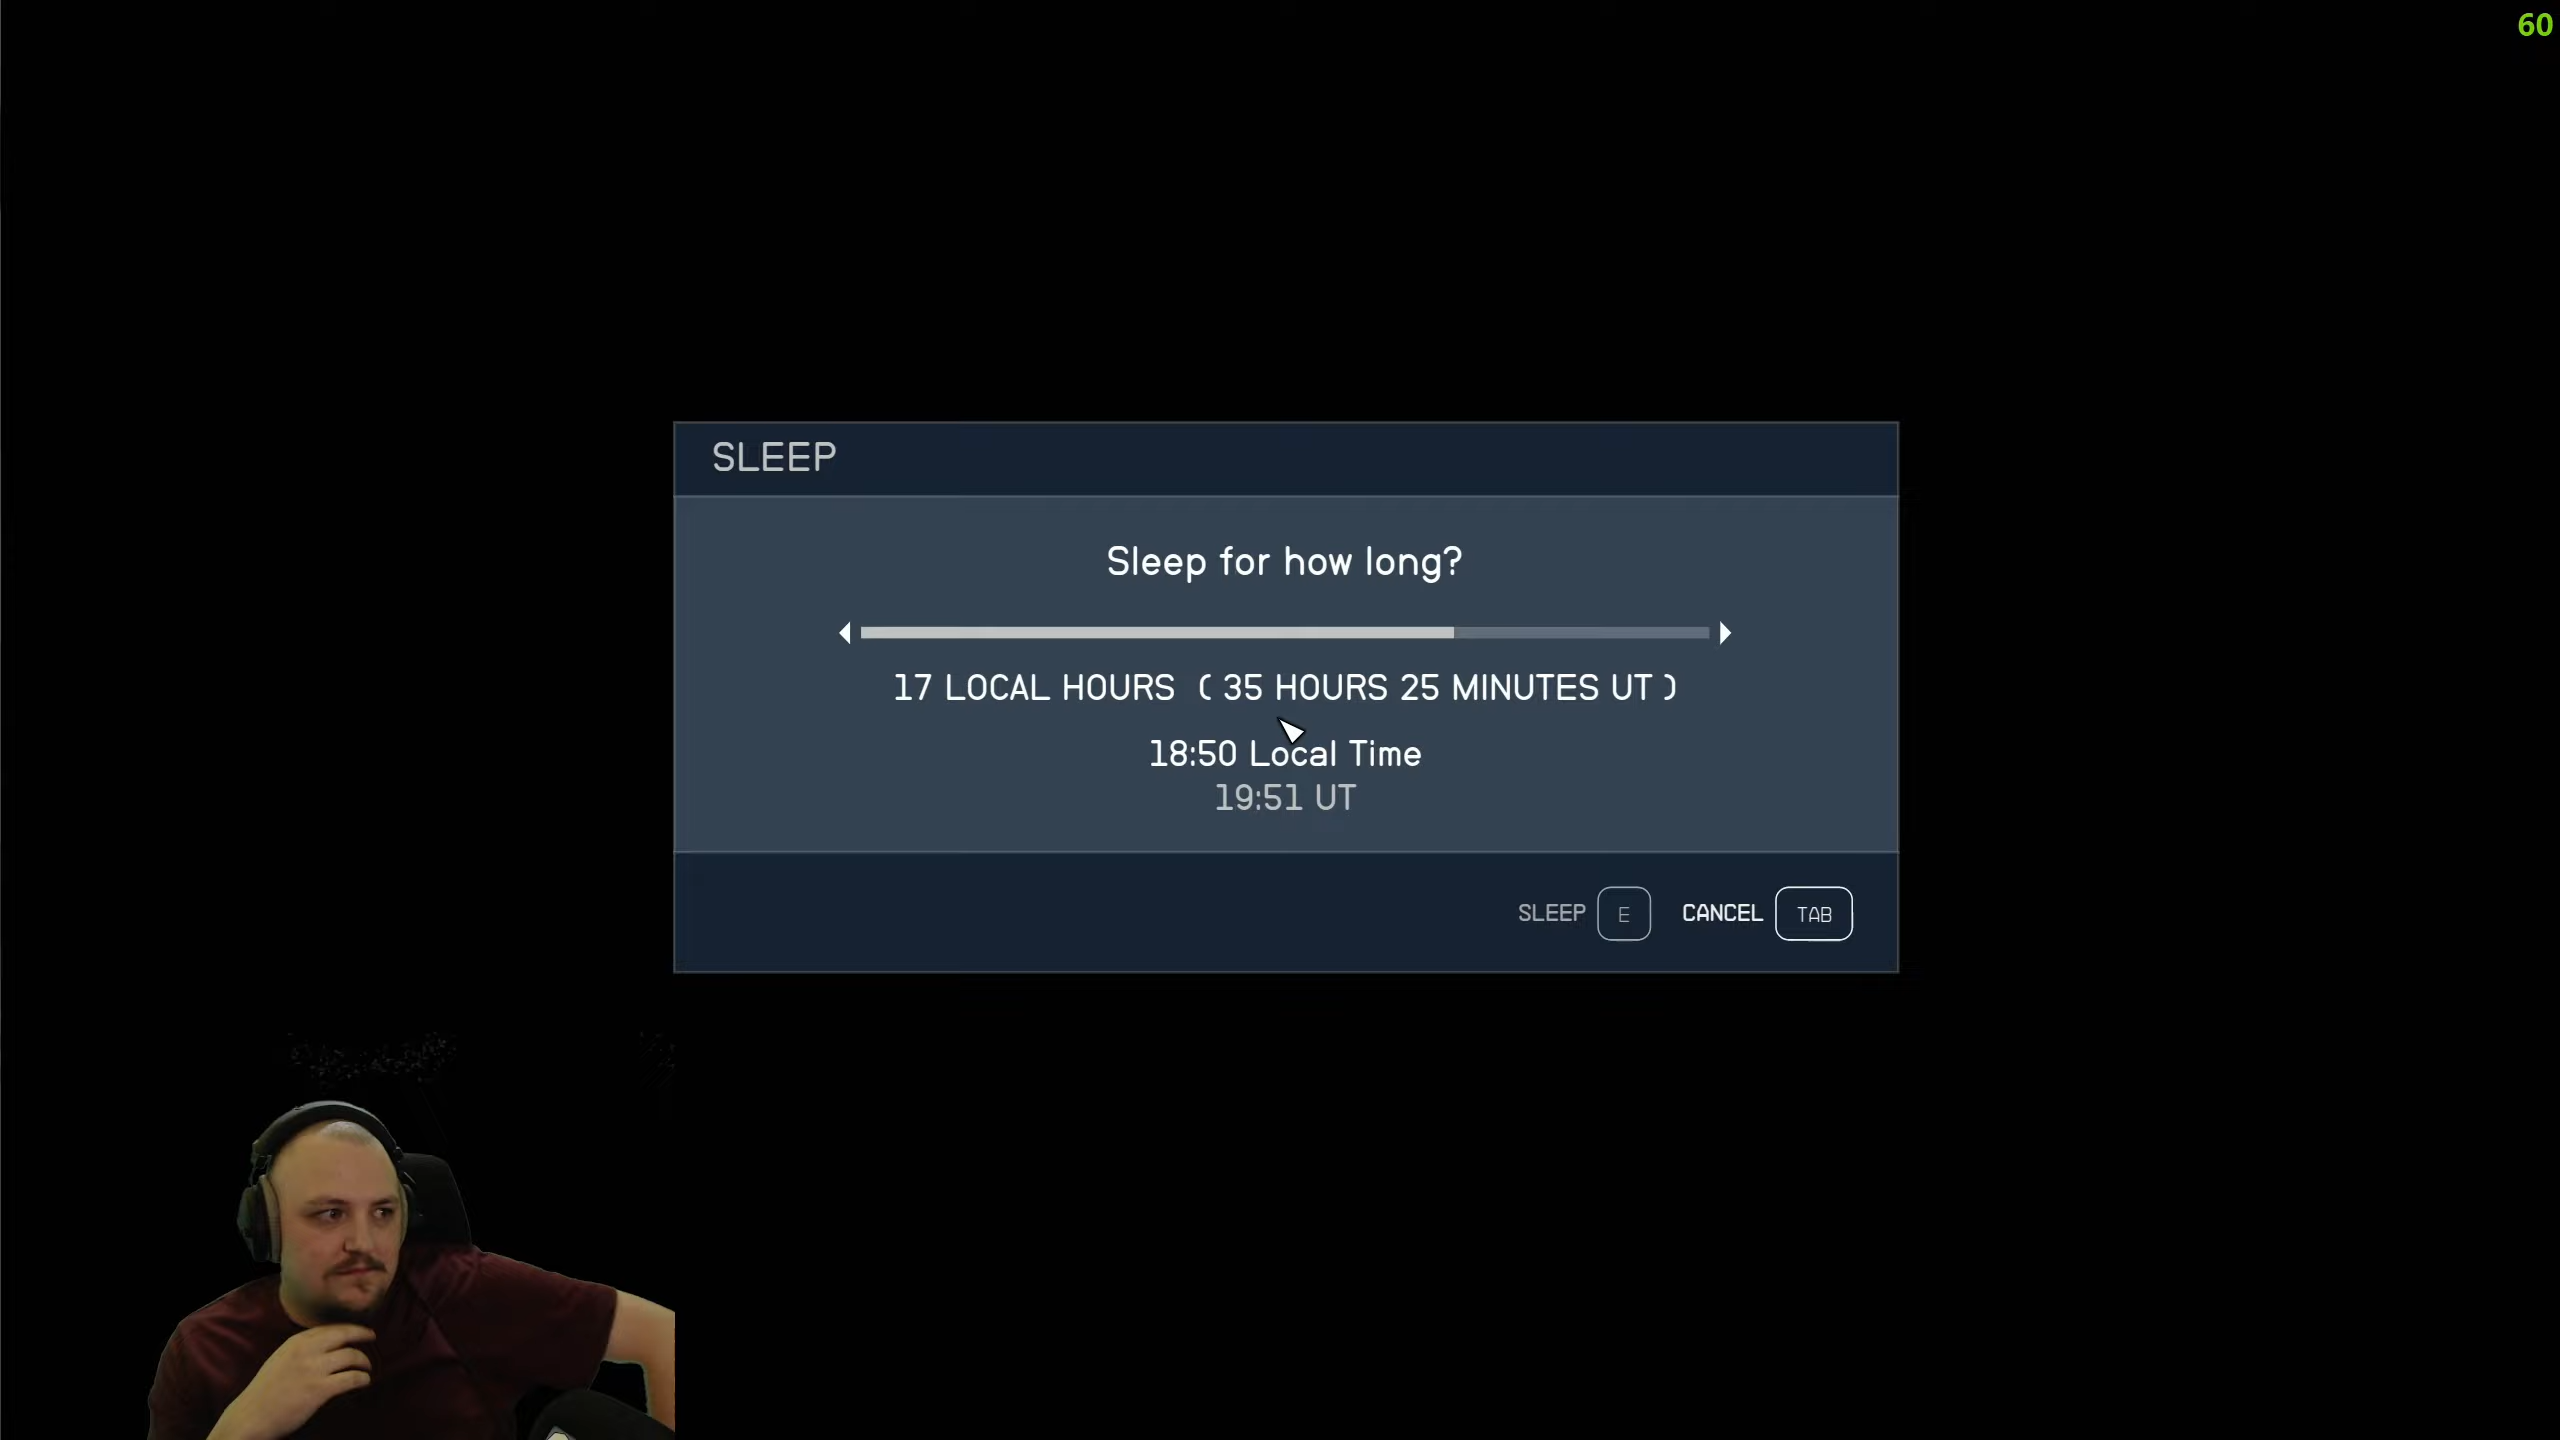 60
SLEEP
Sleep for how long?
17 LOCAL HOURS ( 35 HOURS 25 MINUTES UT )
18:50 Local Time
19:51 UT
SLEEP E CANCEL TAB